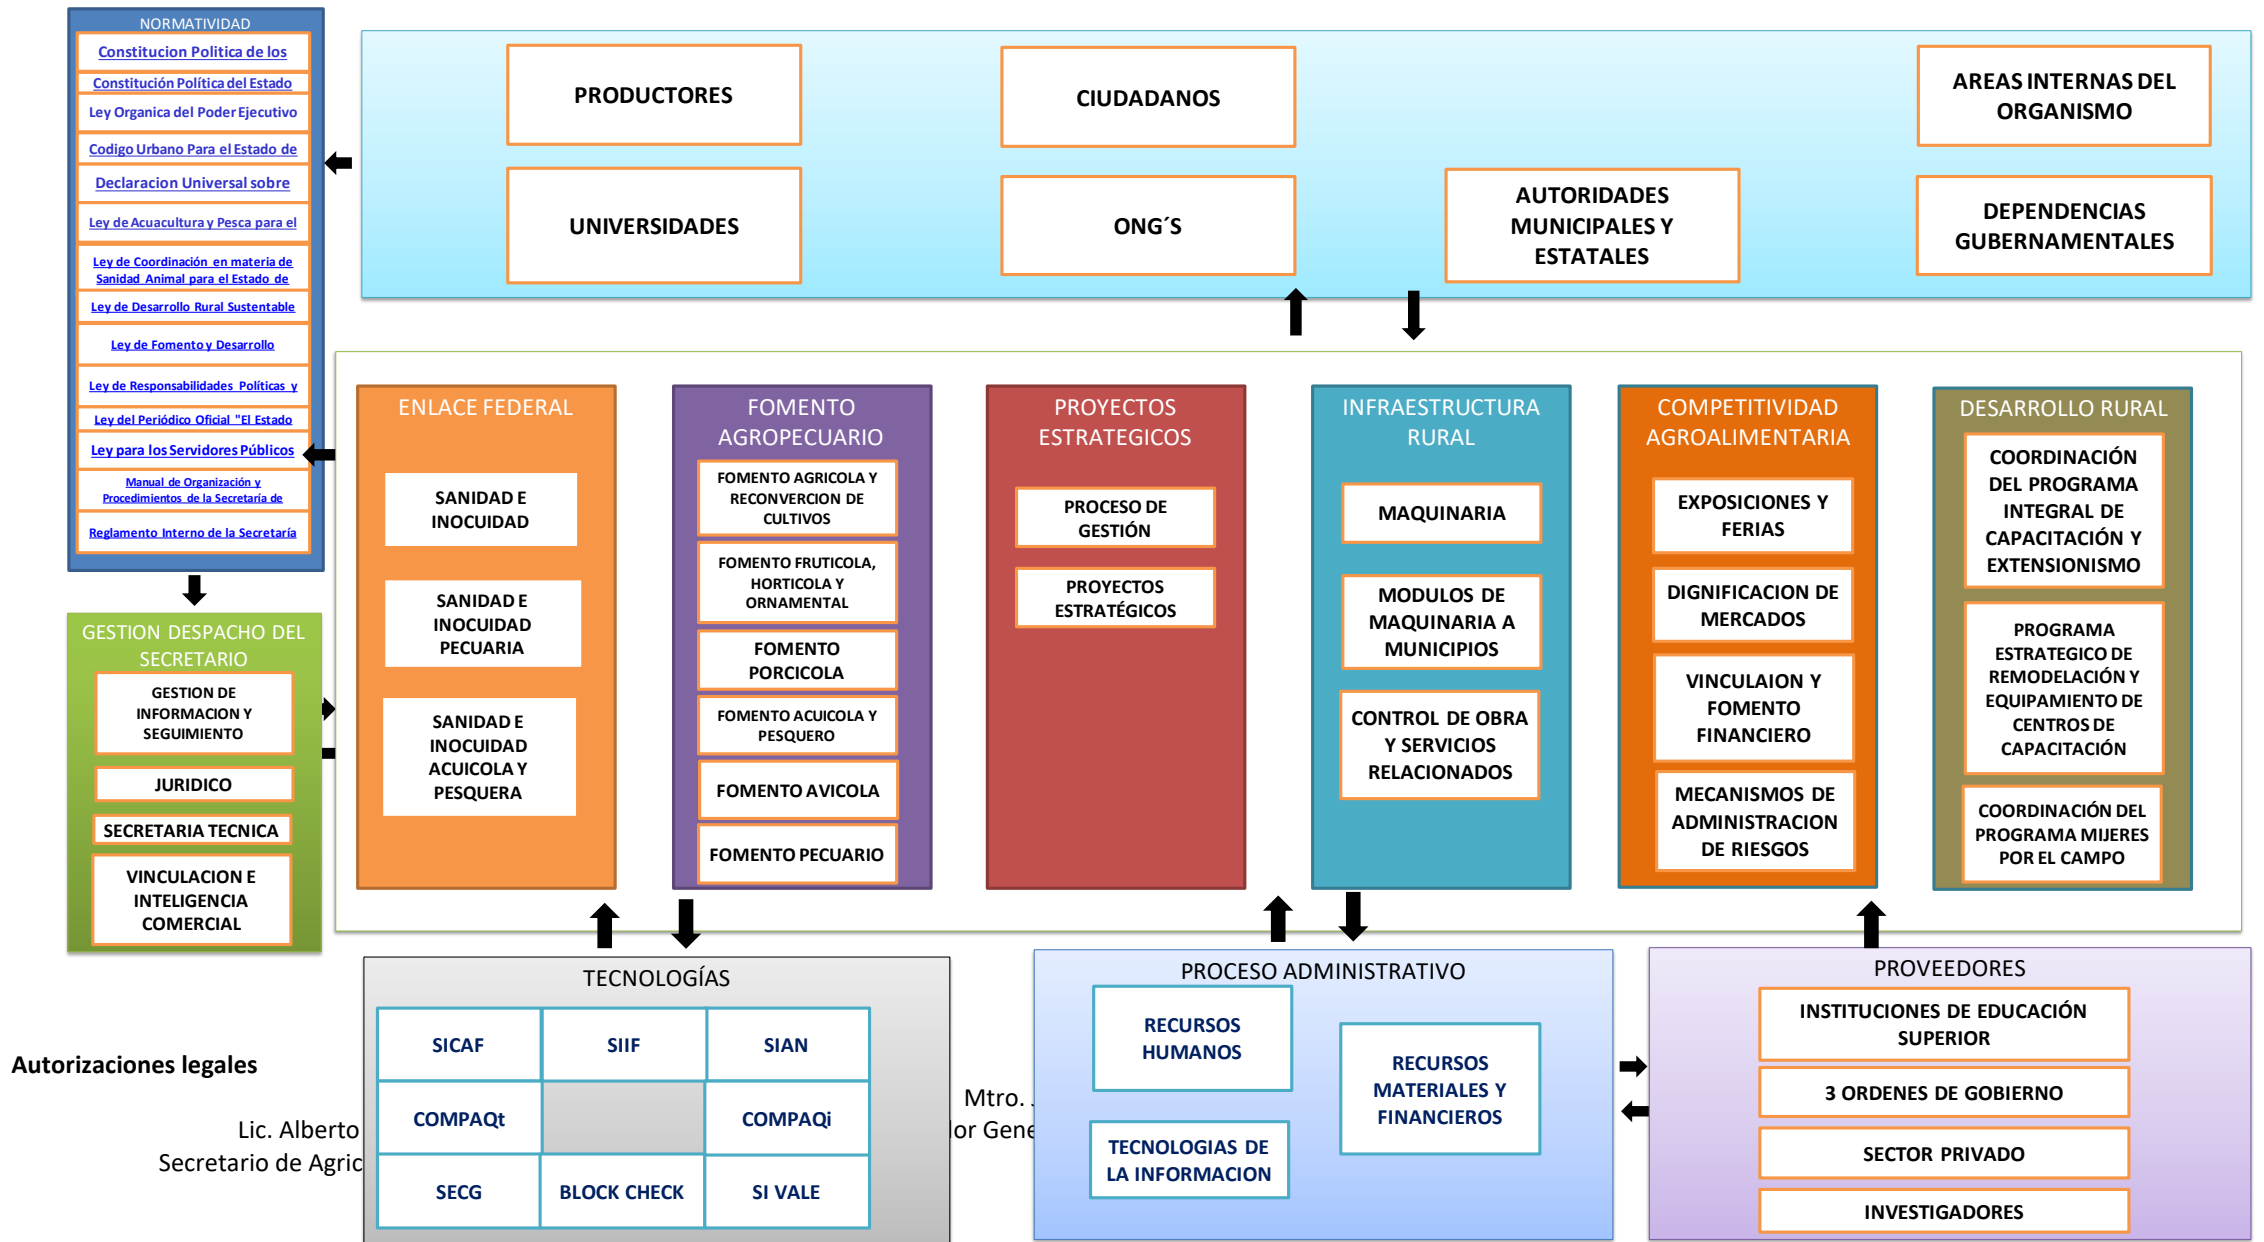 NORMATIVIDAD
Constitucion Politica de los
Constitución Política del Estado
Ley Organica del Poder Ejecutivo
Codigo Urbano Para el Estado de
Declaracion Universal sobre
Ley de Acuacultura y Pesca para el
Ley de Coordinación en materia de
Sanidad Animal para el Estado de
Ley de Desarrollo Rural Sustentable
Ley de Fomento y Desarrollo
Ley de Responsabilidades Políticas y
Ley del Periódico Oficial "El Estado
Ley para los Servidores Públicos
Manual de Organización y
Procedimientos de la Secretaría de
Reglamento Interno de la Secretaría
PRODUCTORES
CIUDADANOS
AREAS INTERNAS DEL
ORGANISMO
UNIVERSIDADES
ONG´S
AUTORIDADES
MUNICIPALES Y
ESTATALES
DEPENDENCIAS
GUBERNAMENTALES
GESTION DESPACHO DEL
SECRETARIO
GESTION DE
INFORMACION Y
SEGUIMIENTO
JURIDICO
SECRETARIA TECNICA
VINCULACION E
INTELIGENCIA
COMERCIAL
ENLACE FEDERAL
SANIDAD E
INOCUIDAD
SANIDAD E
INOCUIDAD
PECUARIA
SANIDAD E
INOCUIDAD
ACUICOLA Y
PESQUERA
FOMENTO
AGROPECUARIO
FOMENTO AGRICOLA Y
RECONVERCION DE
CULTIVOS
FOMENTO FRUTICOLA,
HORTICOLA Y
ORNAMENTAL
FOMENTO
PORCICOLA
FOMENTO ACUICOLA Y
PESQUERO
FOMENTO AVICOLA
FOMENTO PECUARIO
PROYECTOS
ESTRATEGICOS
PROCESO DE
GESTIÓN
PROYECTOS
ESTRATÉGICOS
INFRAESTRUCTURA
RURAL
MAQUINARIA
MODULOS DE
MAQUINARIA A
MUNICIPIOS
CONTROL DE OBRA
Y SERVICIOS
RELACIONADOS
COMPETITIVIDAD
AGROALIMENTARIA
EXPOSICIONES Y
FERIAS
DIGNIFICACION DE
MERCADOS
VINCULAION Y
FOMENTO
FINANCIERO
MECANISMOS DE
ADMINISTRACION
DE RIESGOS
DESARROLLO RURAL
COORDINACIÓN
DEL PROGRAMA
INTEGRAL DE
CAPACITACIÓN Y
EXTENSIONISMO
PROGRAMA
ESTRATEGICO DE
REMODELACIÓN Y
EQUIPAMIENTO DE
CENTROS DE
CAPACITACIÓN
COORDINACIÓN DEL
PROGRAMA MIJERES
POR EL CAMPO
Autorizaciones legales
Lic. Alberto
Secretario de Agric
TECNOLOGÍAS
SICAF
SIIF
SIAN
COMPAQt
COMPAQi
SECG
BLOCK CHECK
SI VALE
Mtro.
lor Gene
PROCESO ADMINISTRATIVO
RECURSOS
HUMANOS
RECURSOS
MATERIALES Y
FINANCIEROS
TECNOLOGIAS DE
LA INFORMACION
PROVEEDORES
INSTITUCIONES DE EDUCACIÓN
SUPERIOR
3 ORDENES DE GOBIERNO
SECTOR PRIVADO
INVESTIGADORES